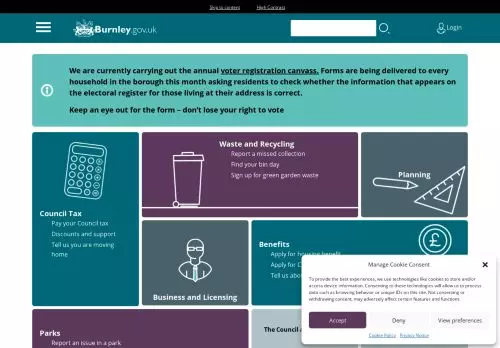 Skip to content
High Contrast
Burnley.gov.uk
Login
We are currently carrying out the annual voter registration canvass. Forms are being delivered to every
household in the borough this month asking residents to check whether the information that appears on
the electoral register for those living at their address is correct.
Keep an eye out for the form – don’t lose your right to vote
Council Tax
Pay your Council tax
Discounts and support
Tell us you are moving
home
Waste and Recycling
Report a missed collection
Find your bin day
Sign up for green garden waste
Planning
Business and Licensing
Benefits
Apply for housing benefit
Apply for C
Tell us abou
Parks
Report an issue in a park
The Council a
Manage Cookie Consent
To provide the best experiences, we use technologies like cookies to store and/or
access device information. Consenting to these technologies will allow us to process
data such as browsing behavior or unique IDs on this site. Not consenting or
withdrawing consent, may adversely affect certain features and functions.
Accept
Deny
View preferences
Cookie Policy
Privacy Notice